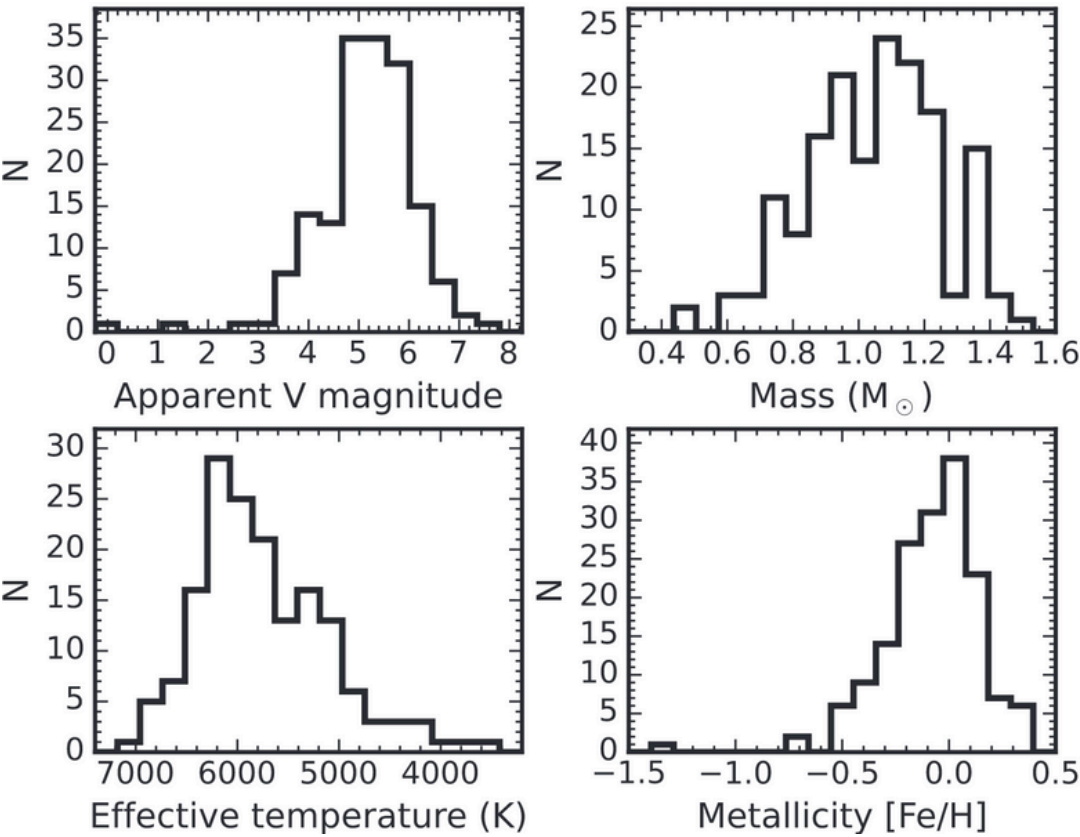 N
35
30
25
20
15
10
5
0
0 1 2 3 4 5 6 7 8
Apparent V magnitude
N
25
20
15
10
5
0
0.4 0.6 0.8 1.0 1.2 1.4 1.6
Mass (M☉)
N
30
25
20
15
10
5
0
7000 6000 5000 4000
Effective temperature (K)
N
40
35
30
25
20
15
10
5
0
−1.5 −1.0 −0.5 0.0 0.5
Metallicity [Fe/H]